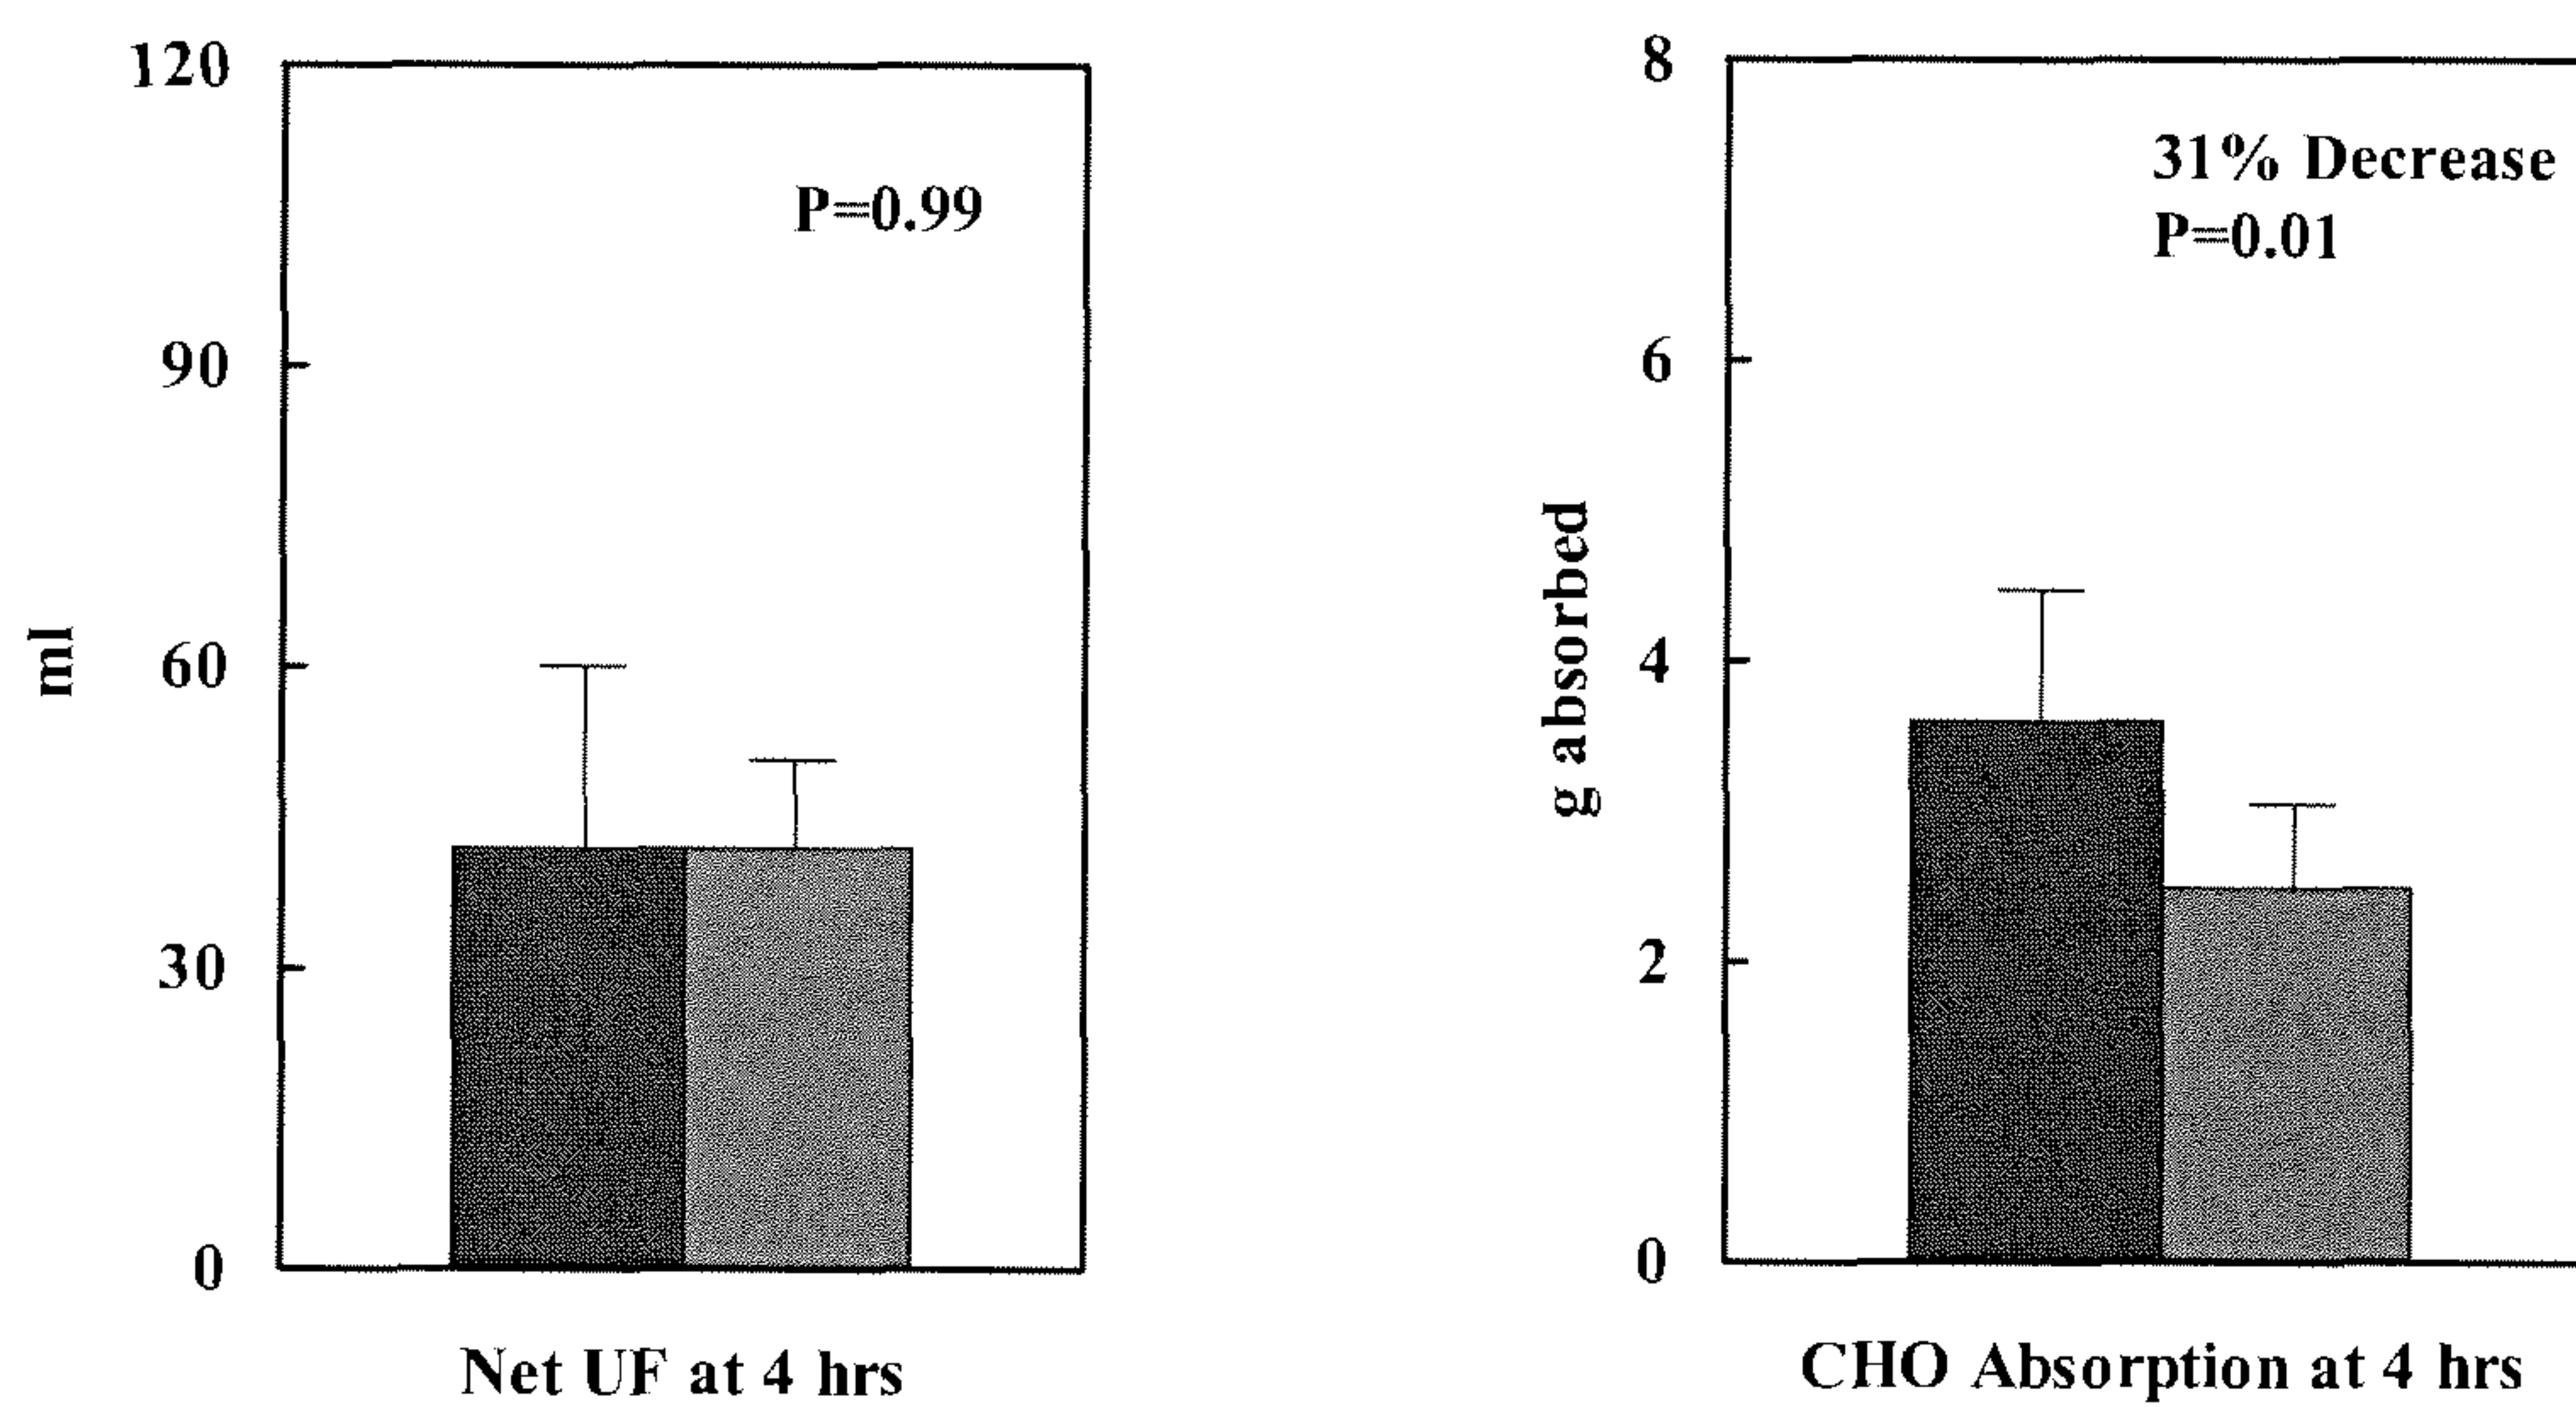 120
90
60
30
0
ml
P=0.99
Net UF at 4 hrs
8
6
4
2
0
g absorbed
31% Decrease
P=0.01
CHO Absorption at 4 hrs